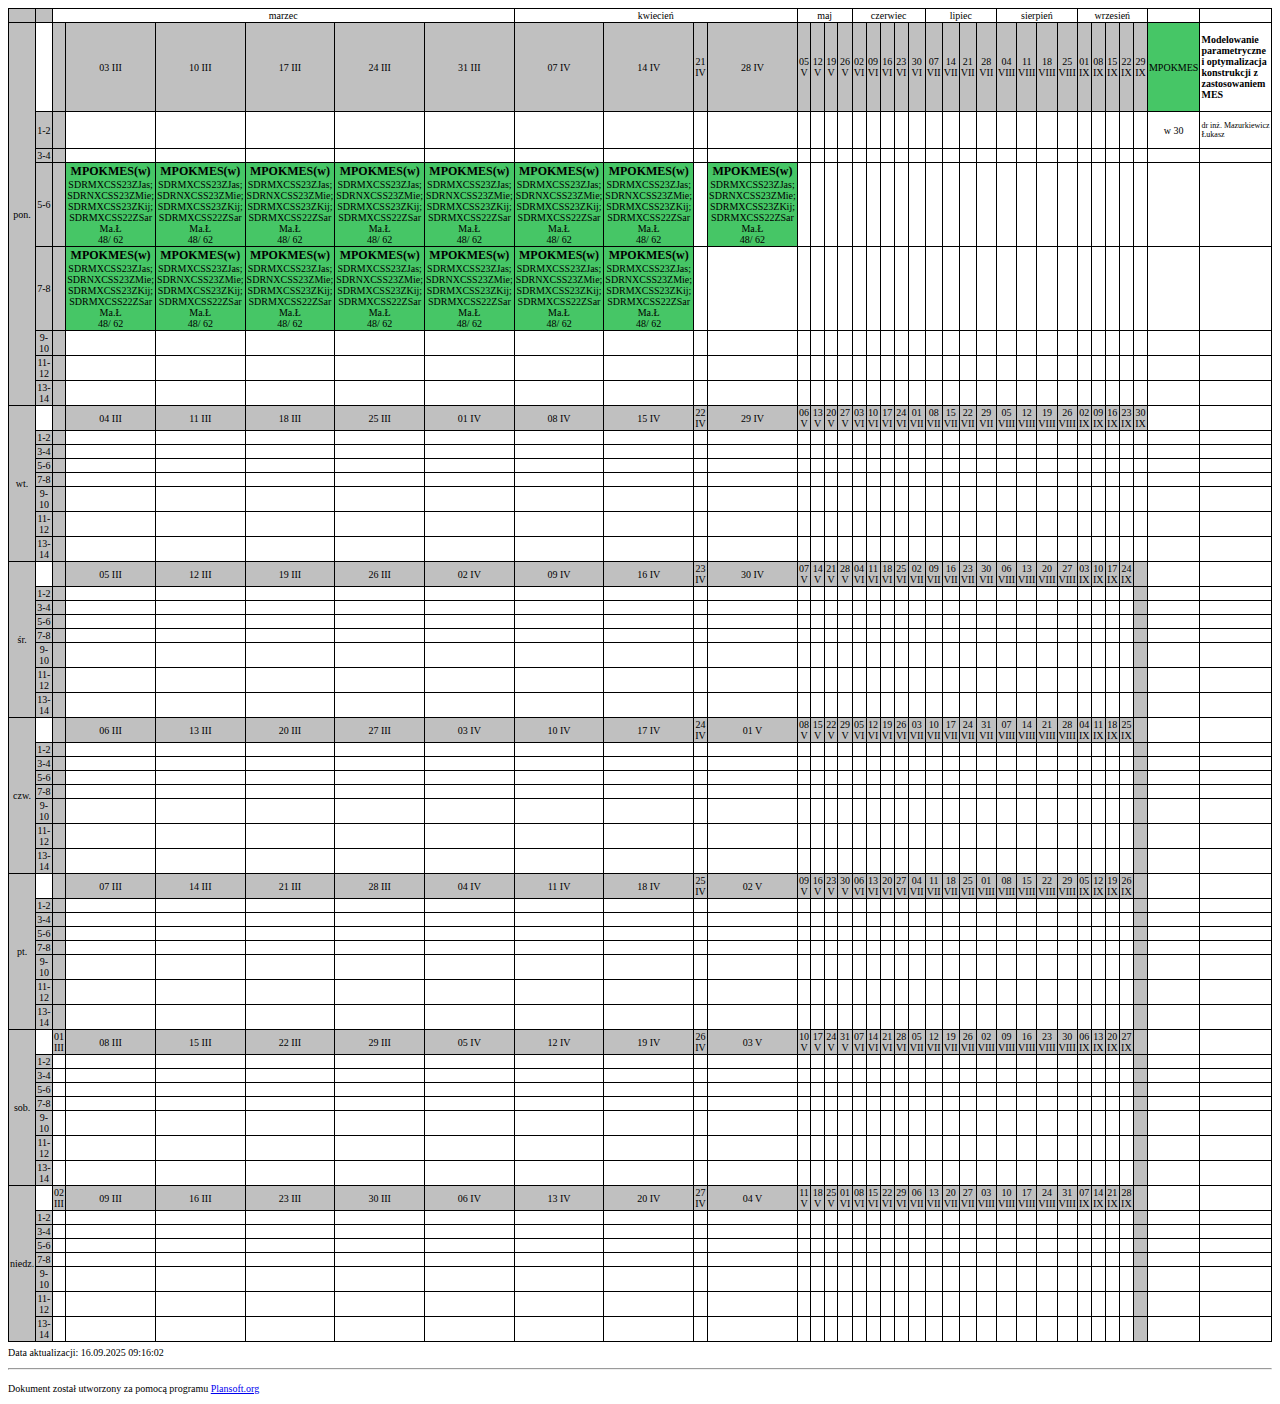 marzec kwiecień maj czerwiec lipiec sierpień wrzesień
pon. 03 III 10 III 17 III 24 III 31 III 07 IV 14 IV 21 IV 28 IV 05 V 12 V 19 V 26 V 02 VI 09 VI 16 VI 23 VI 30 VI 07 VII 14 VII 21 VII 28 VII 04 VIII 11 VIII 18 VIII 25 VIII 01 IX 08 IX 15 IX 22 IX 29 IX MPOKMES Modelowanie parametryczne i optymalizacja konstrukcji z zastosowaniem MES
1-2 w 30 dr inż. Mazurkiewicz Łukasz
3-4
5-6 MPOKMES(w) MPOKMES(w) MPOKMES(w) MPOKMES(w) MPOKMES(w) MPOKMES(w) MPOKMES(w) MPOKMES(w)
SDRMXCSS23ZJas; SDRMXCSS23ZJas; SDRMXCSS23ZJas; SDRMXCSS23ZJas; SDRMXCSS23ZJas; SDRMXCSS23ZJas; SDRMXCSS23ZJas; SDRMXCSS23ZJas;
SDRNXCSS23ZMie; SDRNXCSS23ZMie; SDRNXCSS23ZMie; SDRNXCSS23ZMie; SDRNXCSS23ZMie; SDRNXCSS23ZMie; SDRNXCSS23ZMie; SDRNXCSS23ZMie;
SDRMXCSS23ZKij; SDRMXCSS23ZKij; SDRMXCSS23ZKij; SDRMXCSS23ZKij; SDRMXCSS23ZKij; SDRMXCSS23ZKij; SDRMXCSS23ZKij; SDRMXCSS23ZKij;
SDRMXCSS22ZSar SDRMXCSS22ZSar SDRMXCSS22ZSar SDRMXCSS22ZSar SDRMXCSS22ZSar SDRMXCSS22ZSar SDRMXCSS22ZSar SDRMXCSS22ZSar
Ma.Ł Ma.Ł Ma.Ł Ma.Ł Ma.Ł Ma.Ł Ma.Ł Ma.Ł
48/ 62 48/ 62 48/ 62 48/ 62 48/ 62 48/ 62 48/ 62 48/ 62
7-8 MPOKMES(w) MPOKMES(w) MPOKMES(w) MPOKMES(w) MPOKMES(w) MPOKMES(w) MPOKMES(w)
SDRMXCSS23ZJas; SDRMXCSS23ZJas; SDRMXCSS23ZJas; SDRMXCSS23ZJas; SDRMXCSS23ZJas; SDRMXCSS23ZJas; SDRMXCSS23ZJas;
SDRNXCSS23ZMie; SDRNXCSS23ZMie; SDRNXCSS23ZMie; SDRNXCSS23ZMie; SDRNXCSS23ZMie; SDRNXCSS23ZMie; SDRNXCSS23ZMie;
SDRMXCSS23ZKij; SDRMXCSS23ZKij; SDRMXCSS23ZKij; SDRMXCSS23ZKij; SDRMXCSS23ZKij; SDRMXCSS23ZKij; SDRMXCSS23ZKij;
SDRMXCSS22ZSar SDRMXCSS22ZSar SDRMXCSS22ZSar SDRMXCSS22ZSar SDRMXCSS22ZSar SDRMXCSS22ZSar SDRMXCSS22ZSar
Ma.Ł Ma.Ł Ma.Ł Ma.Ł Ma.Ł Ma.Ł Ma.Ł
48/ 62 48/ 62 48/ 62 48/ 62 48/ 62 48/ 62 48/ 62
9-10
11-12
13-14
wt. 04 III 11 III 18 III 25 III 01 IV 08 IV 15 IV 22 IV 29 IV 06 V 13 V 20 V 27 V 03 VI 10 VI 17 VI 24 VI 01 VII 08 VII 15 VII 22 VII 29 VII 05 VIII 12 VIII 19 VIII 26 VIII 02 IX 09 IX 16 IX 23 IX 30 IX
1-2
3-4
5-6
7-8
9-10
11-12
13-14
śr. 05 III 12 III 19 III 26 III 02 IV 09 IV 16 IV 23 IV 30 IV 07 V 14 V 21 V 28 V 04 VI 11 VI 18 VI 25 VI 02 VII 09 VII 16 VII 23 VII 30 VII 06 VIII 13 VIII 20 VIII 27 VIII 03 IX 10 IX 17 IX 24 IX
1-2
3-4
5-6
7-8
9-10
11-12
13-14
czw. 06 III 13 III 20 III 27 III 03 IV 10 IV 17 IV 24 IV 01 V 08 V 15 V 22 V 29 V 05 VI 12 VI 19 VI 26 VI 03 VII 10 VII 17 VII 24 VII 31 VII 07 VIII 14 VIII 21 VIII 28 VIII 04 IX 11 IX 18 IX 25 IX
1-2
3-4
5-6
7-8
9-10
11-12
13-14
pt. 07 III 14 III 21 III 28 III 04 IV 11 IV 18 IV 25 IV 02 V 09 V 16 V 23 V 30 V 06 VI 13 VI 20 VI 27 VI 04 VII 11 VII 18 VII 25 VII 01 VIII 08 VIII 15 VIII 22 VIII 29 VIII 05 IX 12 IX 19 IX 26 IX
1-2
3-4
5-6
7-8
9-10
11-12
13-14
sob. 01 III 08 III 15 III 22 III 29 III 05 IV 12 IV 19 IV 26 IV 03 V 10 V 17 V 24 V 31 V 07 VI 14 VI 21 VI 28 VI 05 VII 12 VII 19 VII 26 VII 02 VIII 09 VIII 16 VIII 23 VIII 30 VIII 06 IX 13 IX 20 IX 27 IX
1-2
3-4
5-6
7-8
9-10
11-12
13-14
niedz. 02 III 09 III 16 III 23 III 30 III 06 IV 13 IV 20 IV 27 IV 04 V 11 V 18 V 25 V 01 VI 08 VI 15 VI 22 VI 29 VI 06 VII 13 VII 20 VII 27 VII 03 VIII 10 VIII 17 VIII 24 VIII 31 VIII 07 IX 14 IX 21 IX 28 IX
1-2
3-4
5-6
7-8
9-10
11-12
13-14
Data aktualizacji: 16.09.2025 09:16:02
Dokument został utworzony za pomocą programu Plansoft.org